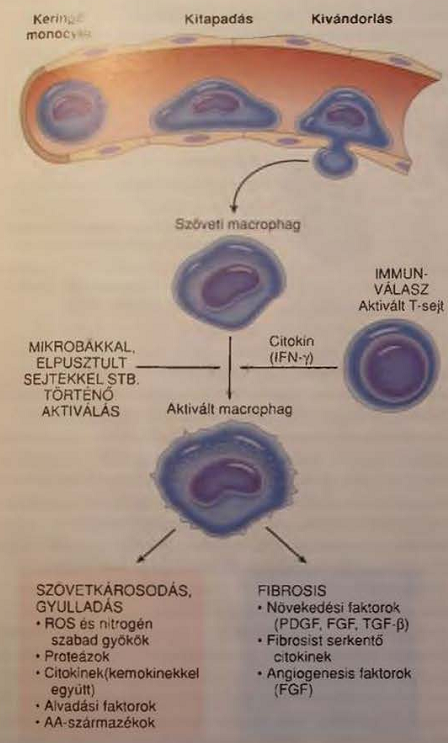 Keringő
monocyták
Kitapadás
Kivándorlás
Szöveti macrophag
IMMUN-
VÁLASZ
Aktivált T-sejt
Citokin
(IFN-γ)
MIKROBÁKKAL,
ELPUSZTULT
SEJTEKKEL STB.
TÖRTÉNŐ
AKTIVÁLÁS
Aktivált macrophag
SZÖVETKÁROSODÁS,
GYULLADÁS
• ROS és nitrogén
szabad gyökök
• Proteázok
• Citokinek(kemokinekkel
együtt)
• Alvadási faktorok
• AA-származékok
FIBROSIS
• Növekedési faktorok
(PDGF, FGF, TGF-β)
• Fibrosist serkentő
citokinek
• Angiogenesis faktorok
(FGF)